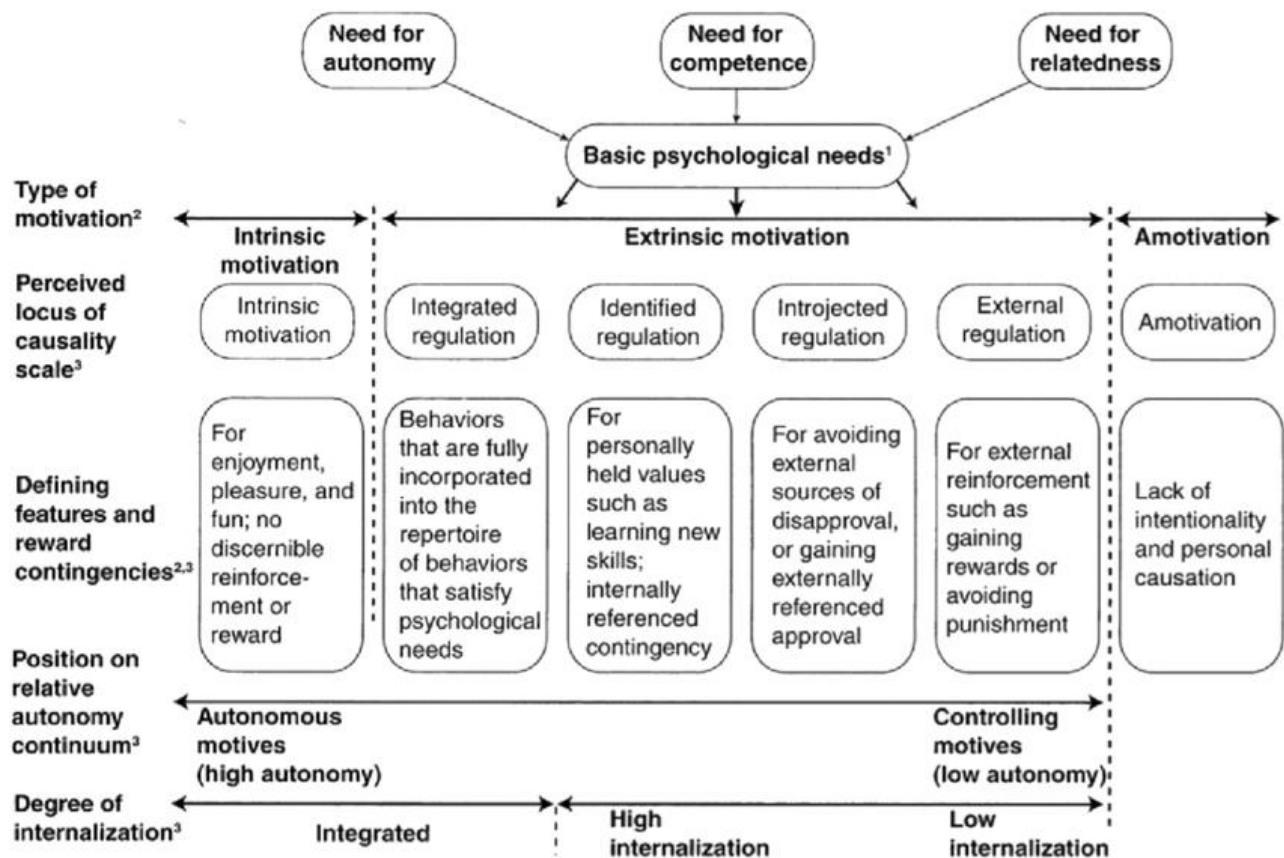 Need for
autonomy
Need for
competence
Need for
relatedness
Basic psychological needs¹
Type of
motivation²
Intrinsic
motivation
Extrinsic motivation
Amotivation
Perceived
locus of
causality
scale³
Intrinsic
motivation
Integrated
regulation
Identified
regulation
Introjected
regulation
External
regulation
Amotivation
Defining
features and
reward
contingencies²,³
For
enjoyment,
pleasure, and
fun; no
discernible
reinforce-
ment or
reward
Behaviors
that are fully
incorporated
into the
repertoire
of behaviors
that satisfy
psychological
needs
For
personally
held values
such as
learning new
skills;
internally
referenced
contingency
For avoiding
external
sources of
disapproval,
or gaining
externally
referenced
approval
For external
reinforcement
such as
gaining
rewards or
avoiding
punishment
Lack of
intentionality
and personal
causation
Position on
relative
autonomy
continuum³
Autonomous
motives
(high autonomy)
Controlling
motives
(low autonomy)
Degree of
internalization³
Integrated
High
internalization
Low
internalization